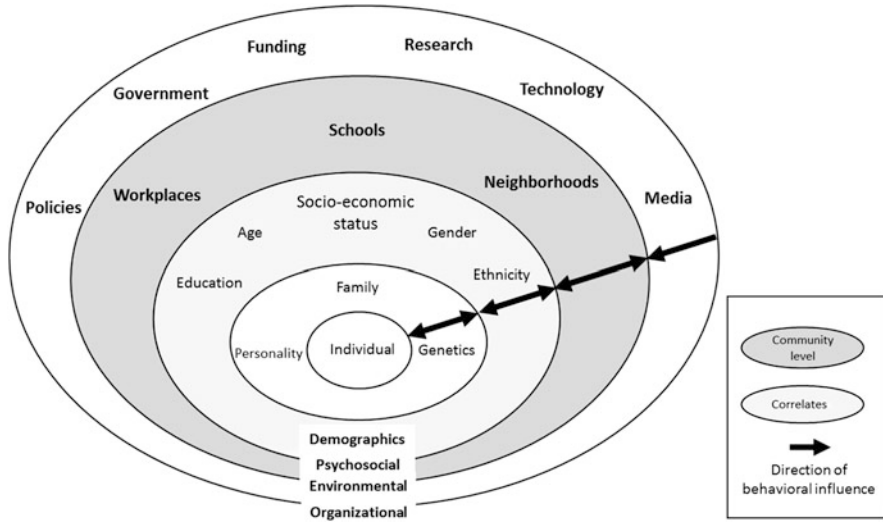 Funding
Research
Government
Technology
Schools
Policies
Workplaces
Neighborhoods
Media
Socio-economic
status
Age
Gender
Education
Ethnicity
Family
Personality
Individual
Genetics
Demographics
Psychosocial
Environmental
Organizational
Community
level
Correlates
Direction of
behavioral influence